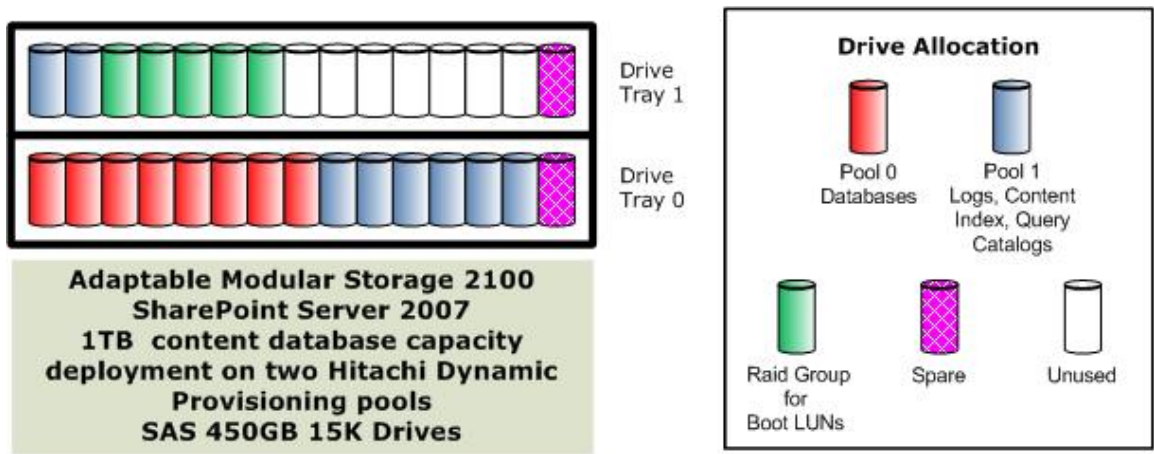 Drive
Tray 1
Drive
Tray 0
Adaptable Modular Storage 2100
SharePoint Server 2007
1TB content database capacity
deployment on two Hitachi Dynamic
Provisioning pools
SAS 450GB 15K Drives
Drive Allocation
Pool 0
Databases
Pool 1
Logs, Content
Index, Query
Catalogs
Raid Group
for
Boot LUNs
Spare
Unused